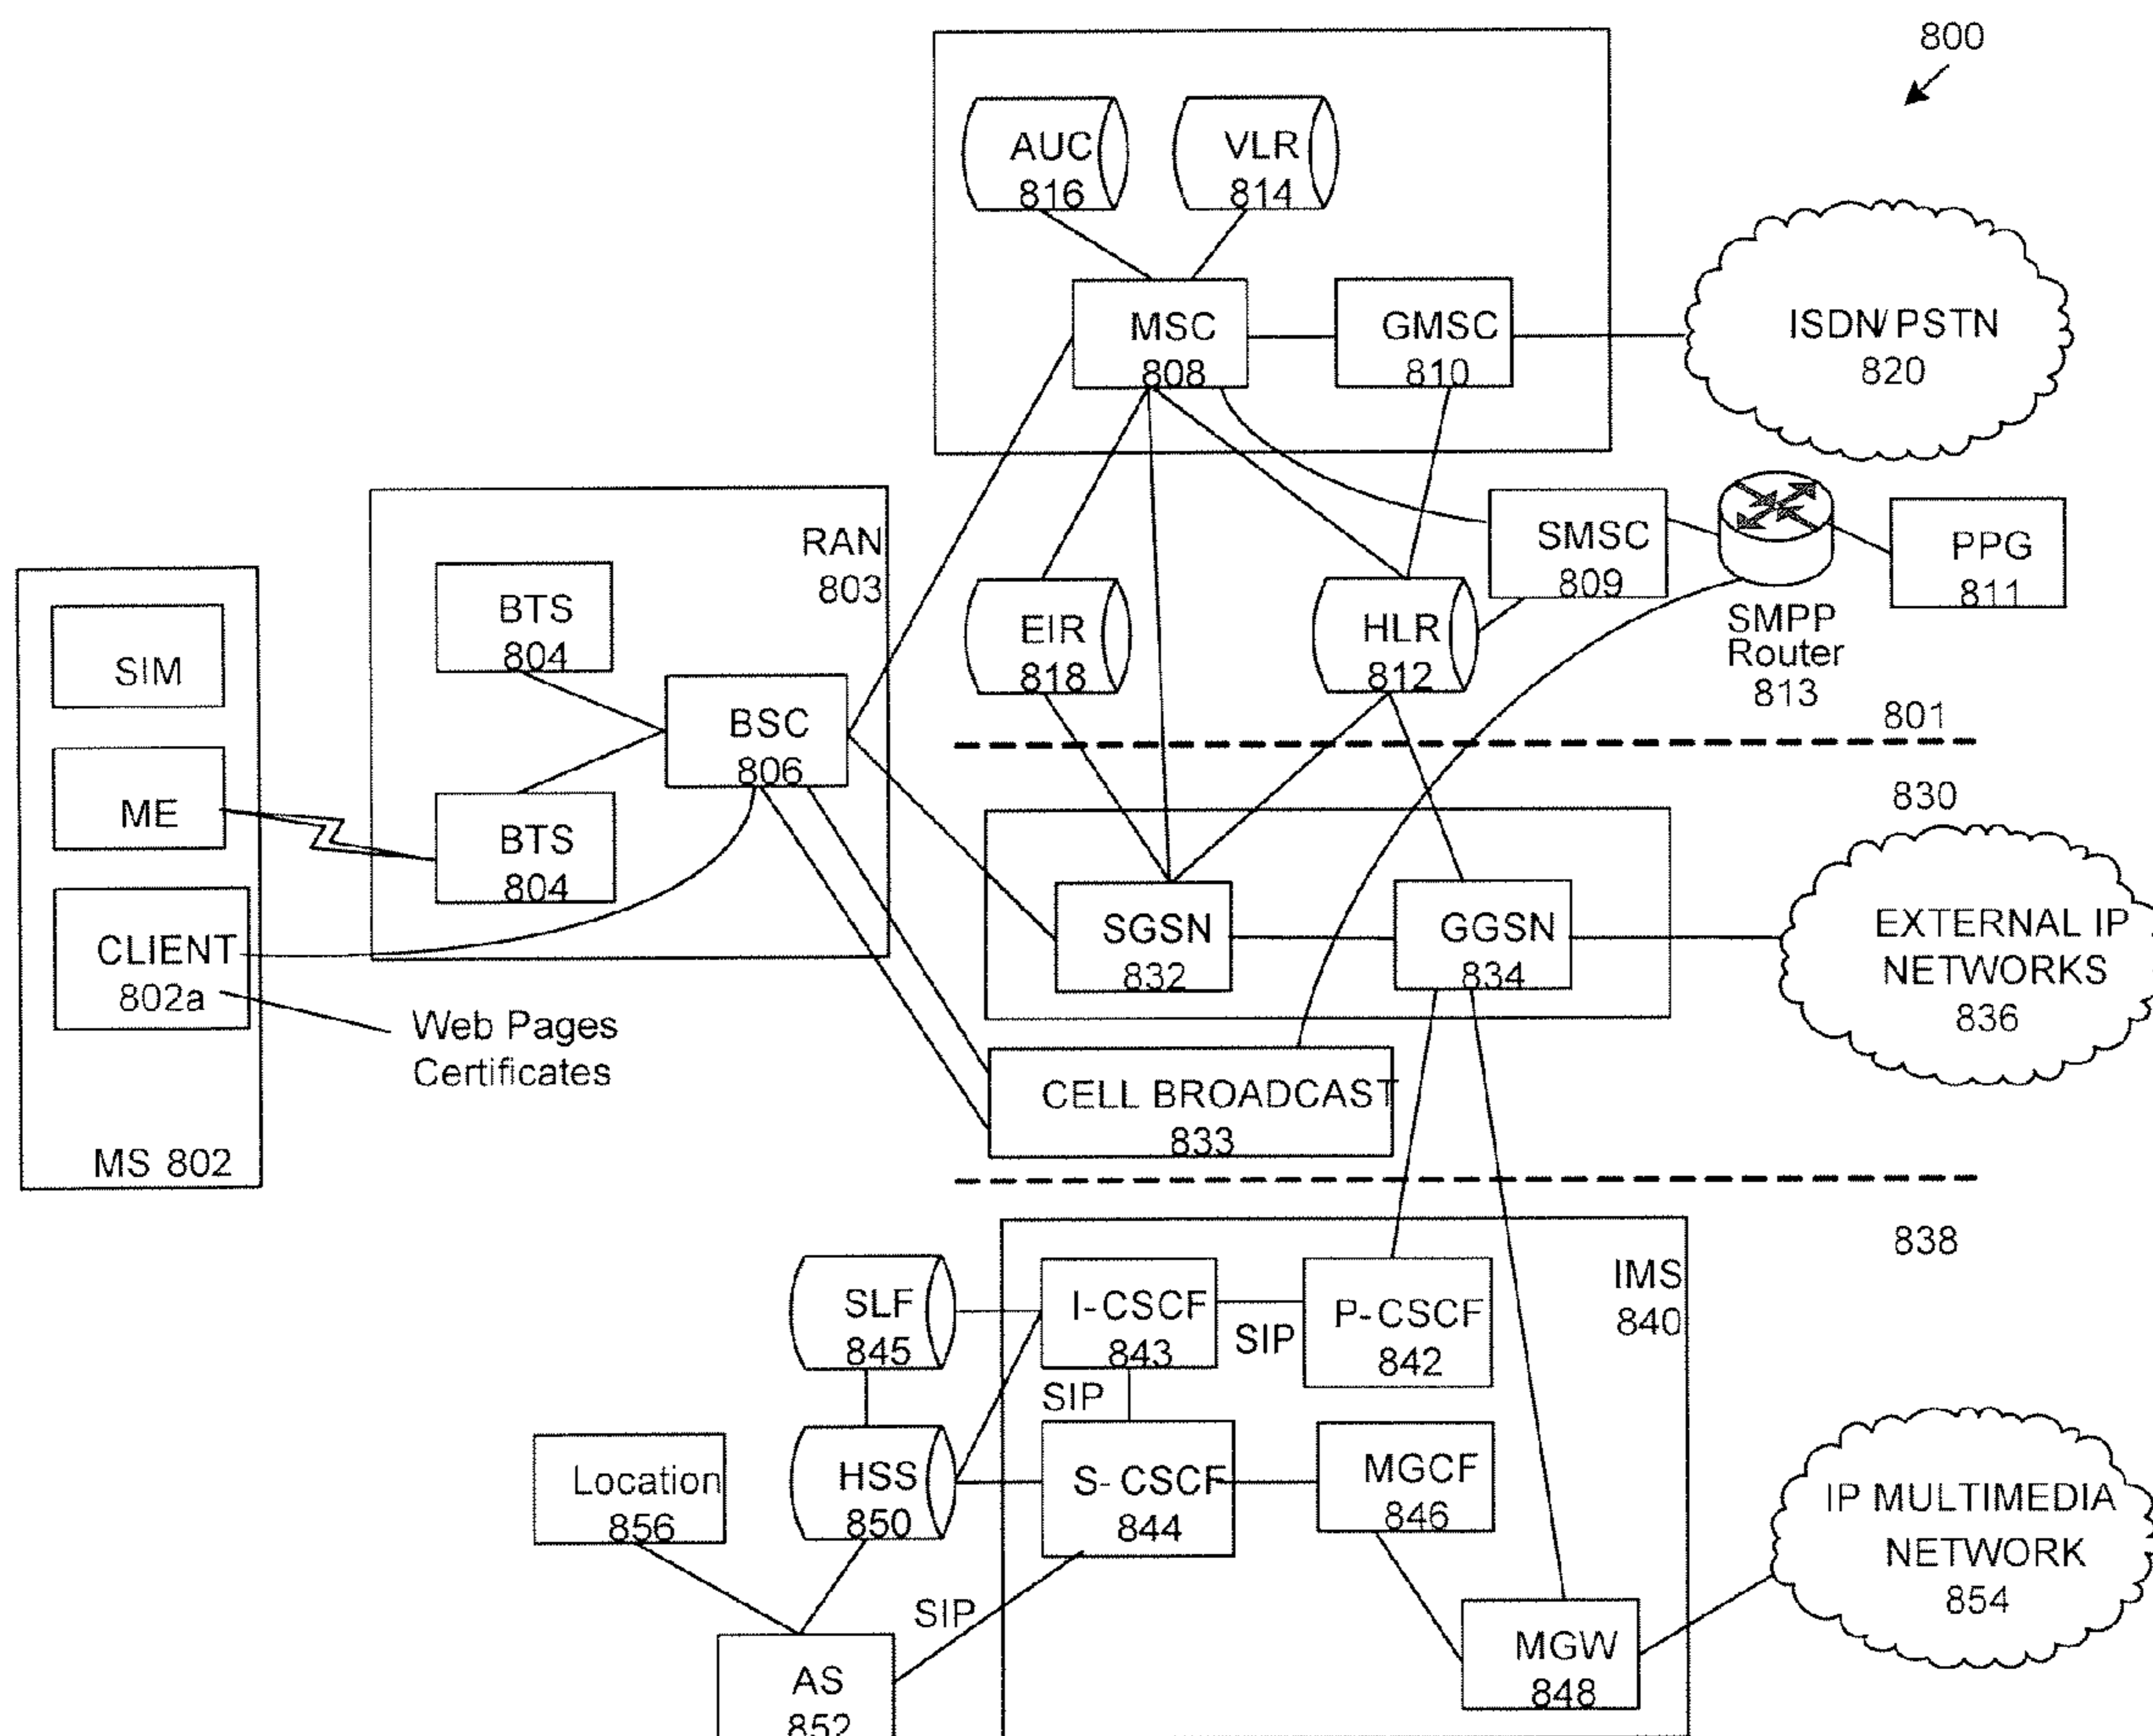 800
AUC
816
VLR
814
MSC
808
GMSC
810
ISDN/PSTN
820
RAN
803
BTS
804
BSC
806
BTS
804
SIM
ME
CLIENT
802a
MS 802
Web Pages
Certificates
EIR
818
HLR
812
SMSC
809
SMPP
Router
813
PPG
811
801
830
SGSN
832
GGSN
834
EXTERNAL IP
NETWORKS
836
CELL BROADCAST
833
838
IMS
840
SLF
845
I-CSCF
843
SIP
P-CSCF
842
SIP
Location
856
HSS
850
S-CSCF
844
MGCF
846
IP MULTIMEDIA
NETWORK
854
SIP
AS
852
MGW
848